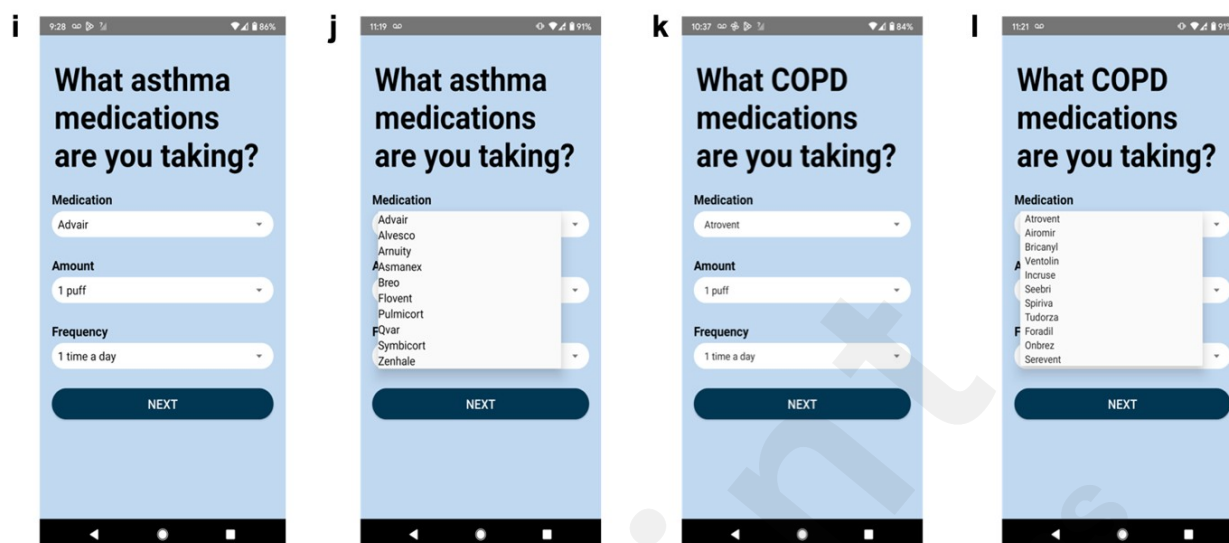 i
9:28
86%
What asthma
medications
are you taking?
Medication
Advair
Amount
1 puff
Frequency
1 time a day
NEXT
j
11:19
91%
What asthma
medications
are you taking?
Medication
Advair
Alvesco
Arnuity
A
Asmanex
Breo
Flovent
Pulmicort
F
Qvar
Symbicort
Zenhale
NEXT
k
10:37
84%
What COPD
medications
are you taking?
Medication
Atrovent
Amount
1 puff
Frequency
1 time a day
NEXT
l
11:21
91%
What COPD
medications
are you taking?
Medication
Atrovent
Airomir
Bricanyl
A
Ventolin
Incruse
Seebri
Spiriva
Tudorza
F
Foradil
Onbrez
Serevent
NEXT